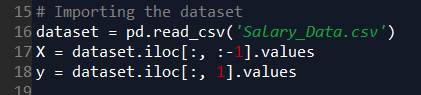 15 # Importing the dataset
16 dataset = pd.read_csv('Salary_Data.csv')
17 X = dataset.iloc[:, :-1].values
18 y = dataset.iloc[:, 1].values
19